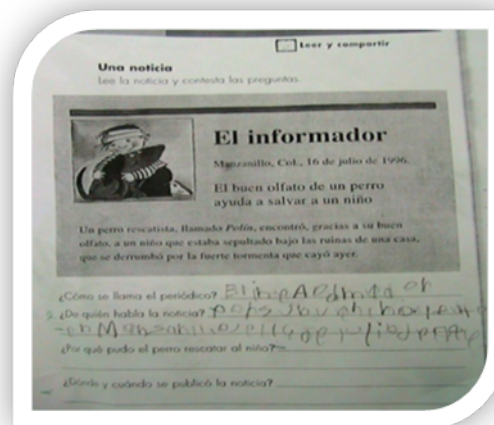 Leer y compartir
Una noticia
Lee la noticia y contesta las preguntas.
El informador
Manzanillo, Col., 16 de julio de 1996.
El buen olfato de un perro
ayuda a salvar a un niño
Un perro rescatista, llamado Polín, encontró, gracias a su buen
olfato, a un niño que estaba sepultado bajo las ruinas de una casa,
que se derrumbó por la fuerte tormenta que cayó ayer.
¿Cómo se llama el periódico?
2. ¿De quién habla la noticia?
¿Por qué pudo el perro rescatar al niño?
¿Dónde y cuándo se publicó la noticia?